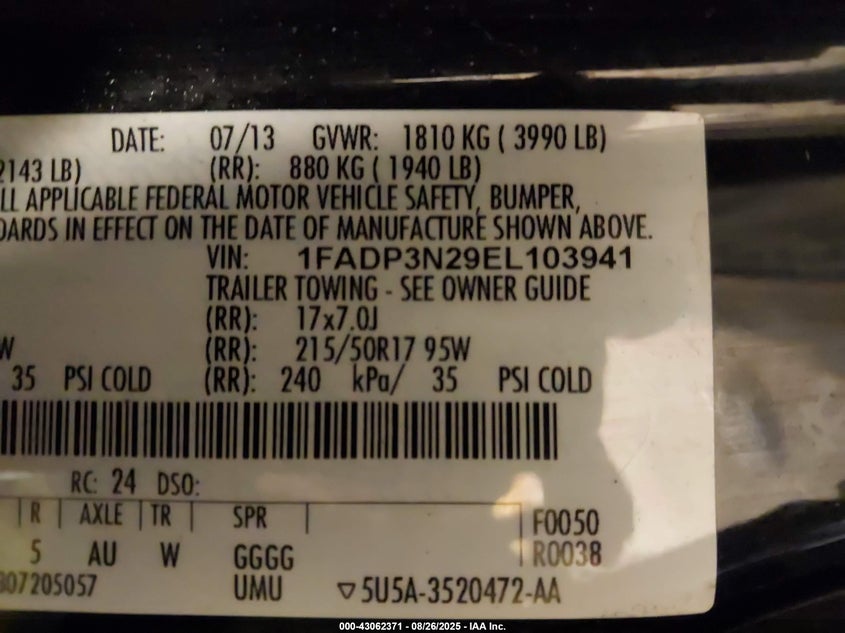 DATE: 07/13 GVWR: 1810 KG ( 3990 LB)
2143 LB) (RR): 880 KG ( 1940 LB)
LL APPLICABLE FEDERAL MOTOR VEHICLE SAFETY, BUMPER,
DARDS IN EFFECT ON THE DATE OF MANUFACTURE SHOWN ABOVE.
VIN: 1FADP3N29EL103941
TRAILER TOWING - SEE OWNER GUIDE
(RR): 17x7.0J
W (RR): 215/50R17 95W
35 PSI COLD (RR): 240 kPa/ 35 PSI COLD
RC: 24 DSO:
R AXLE TR SPR F0050
5 AU W GGGG R0038
307205057 UMU ▽5U5A-3520472-AA
000-43062371 - 08/26/2025 - IAA Inc.